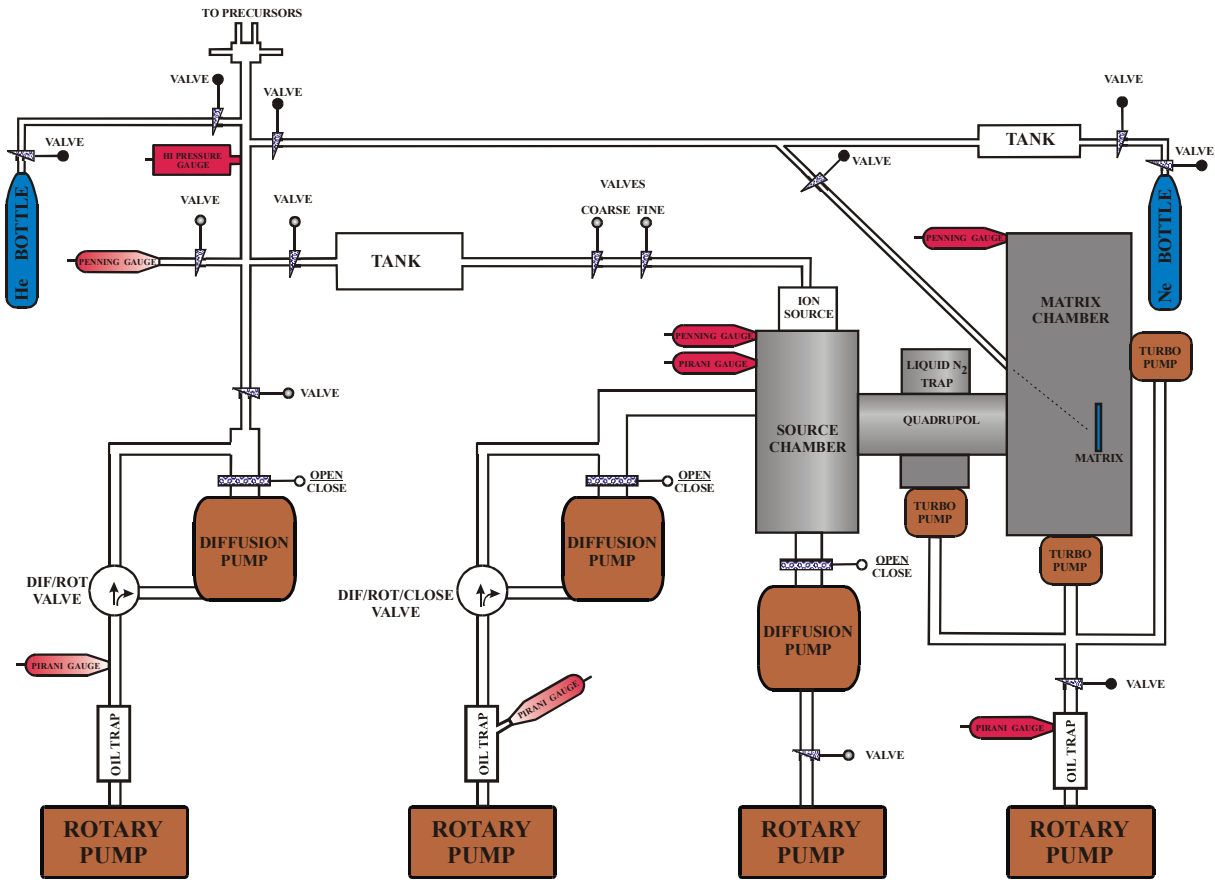 TO PRECURSORS
VALVE
VALVE
VALVE
VALVE
HI PRESSURE
GAUGE
He BOTTLE
TANK
VALVE
VALVE
VALVE
Ne BOTTLE
VALVE
VALVE
PENNING GAUGE
TANK
VALVES
COARSE FINE
ION
SOURCE
PENNING GAUGE
PIRANI GAUGE
PENNING GAUGE
MATRIX
CHAMBER
TURBO
PUMP
LIQUID N2
TRAP
QUADRUPOL
SOURCE
CHAMBER
MATRIX
VALVE
OPEN
CLOSE
DIFFUSION
PUMP
DIF/ROT
VALVE
PIRANI GAUGE
OIL TRAP
ROTARY
PUMP
OPEN
CLOSE
DIFFUSION
PUMP
DIF/ROT/CLOSE
VALVE
PIRANI GAUGE
OIL TRAP
ROTARY
PUMP
OPEN
CLOSE
DIFFUSION
PUMP
VALVE
ROTARY
PUMP
TURBO
PUMP
TURBO
PUMP
VALVE
PIRANI GAUGE
OIL TRAP
ROTARY
PUMP